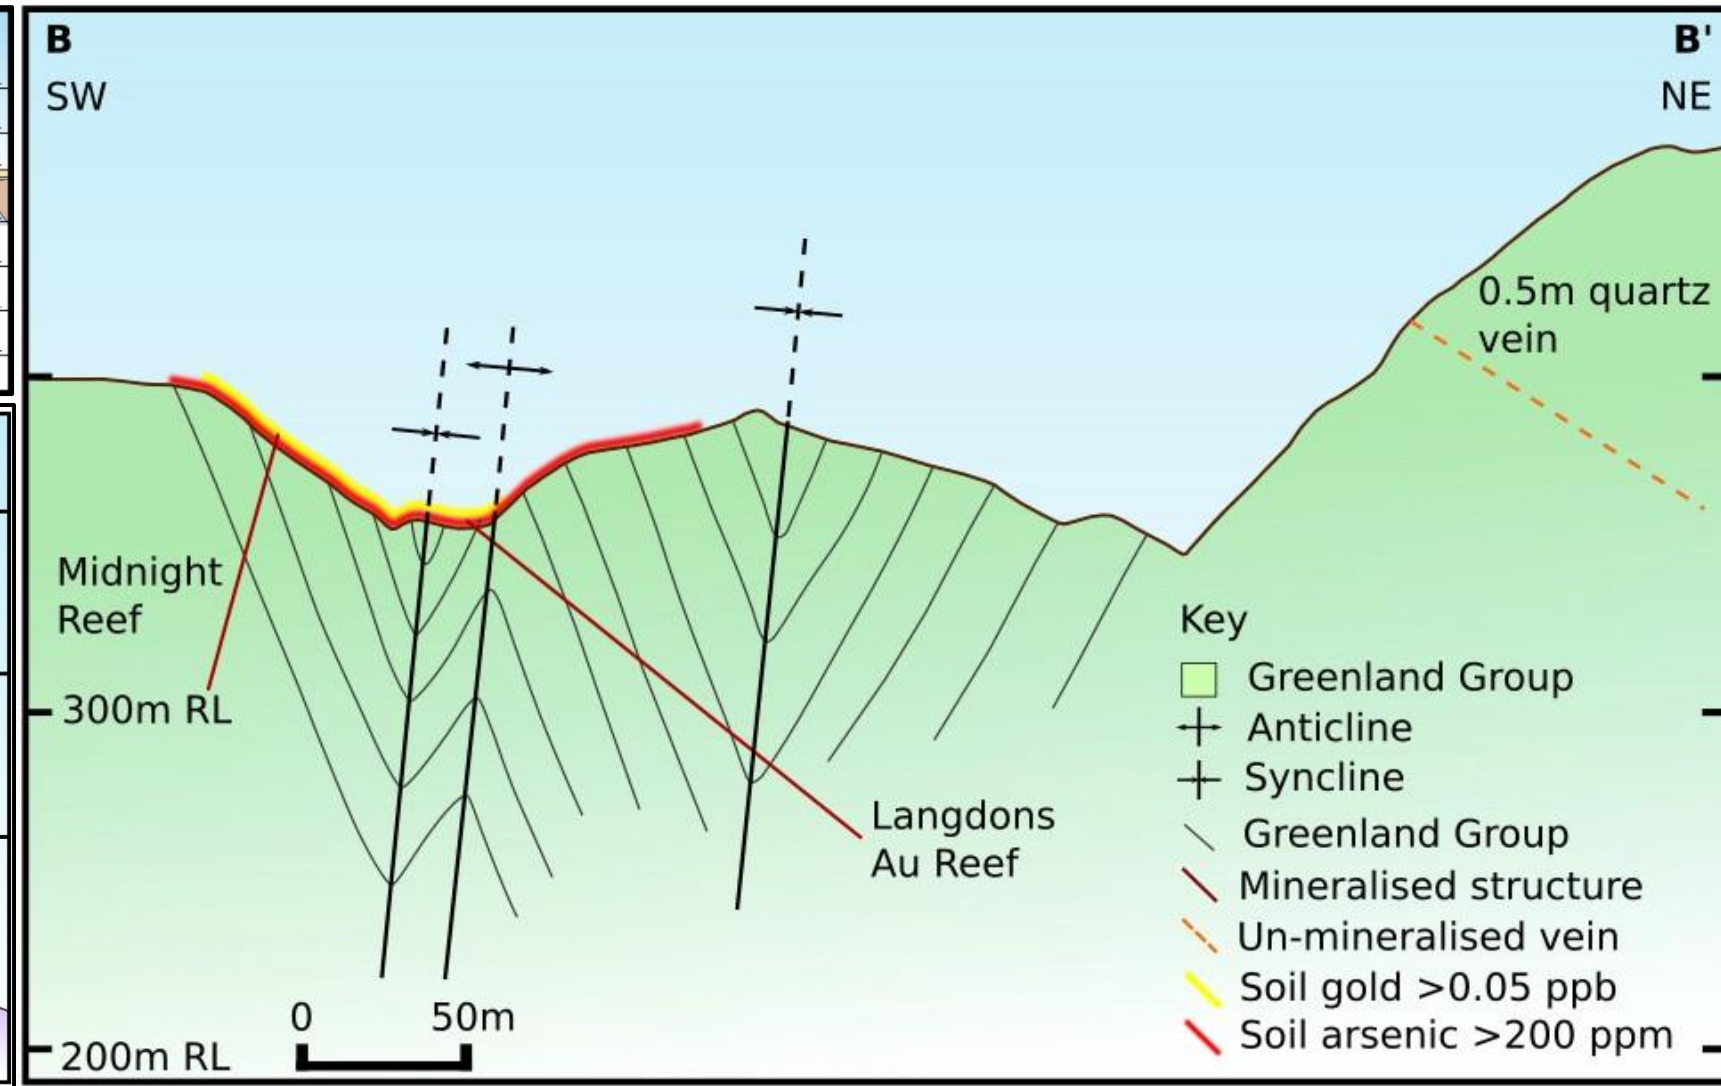 B
B'
SW
NE
0.5m quartz
vein
Midnight
Reef
300m RL
Langdons
Au Reef
Key
Greenland Group
Anticline
Syncline
Greenland Group
Mineralised structure
Un-mineralised vein
Soil gold >0.05 ppb
Soil arsenic >200 ppm
0
50m
200m RL